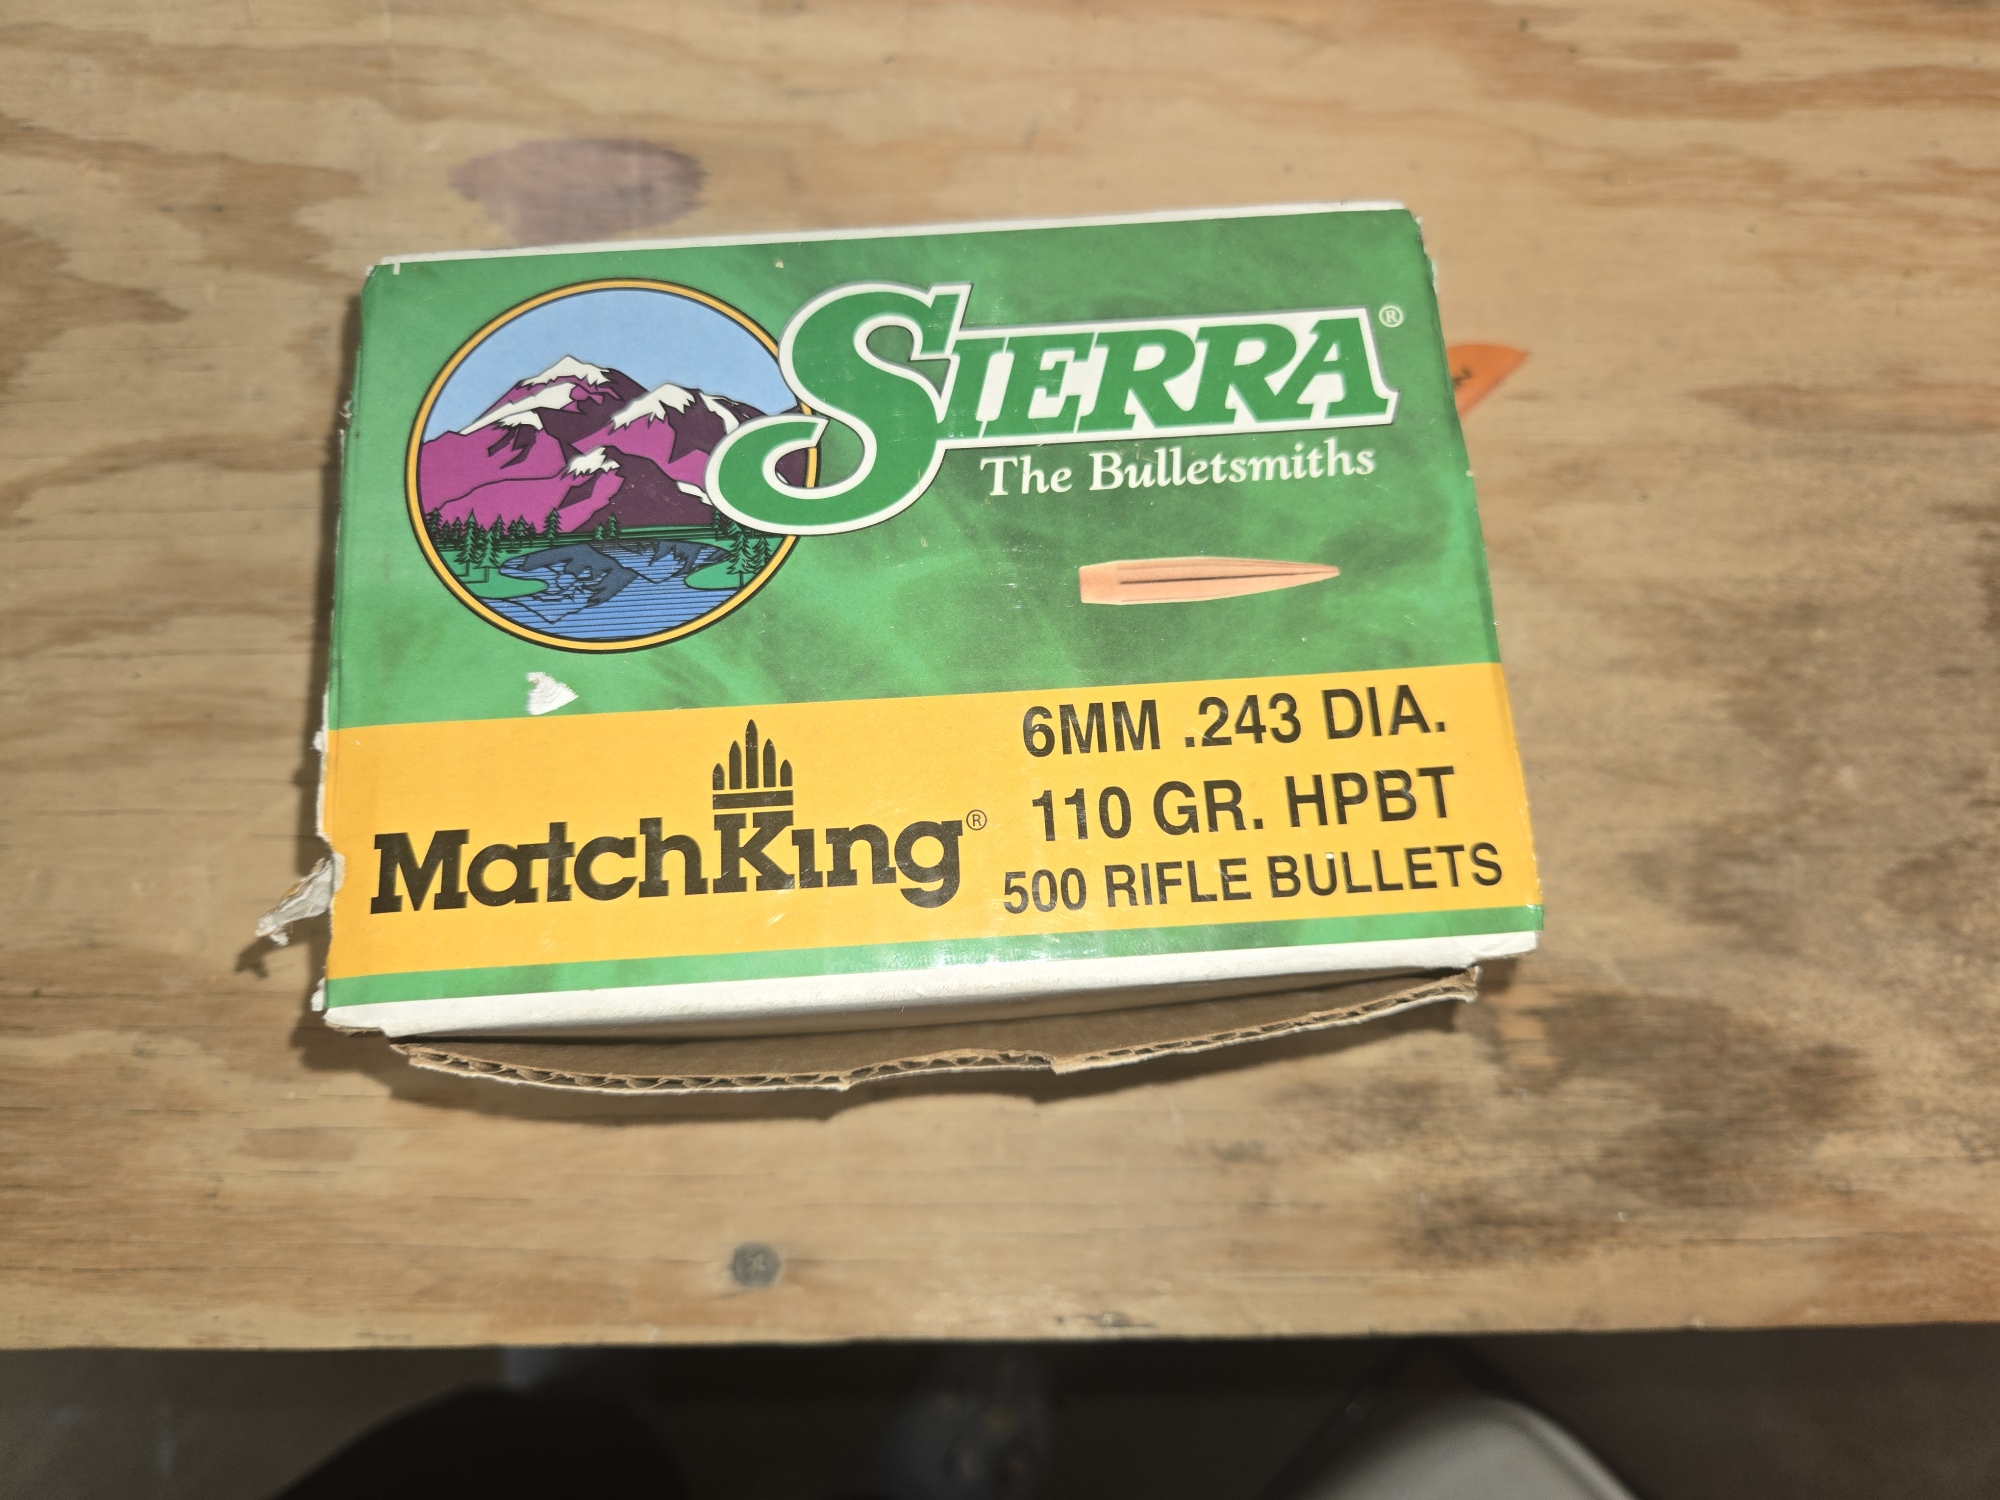 SIERRA®
The Bulletsmiths
MatchKing®
6MM .243 DIA.
110 GR. HPBT
500 RIFLE BULLETS